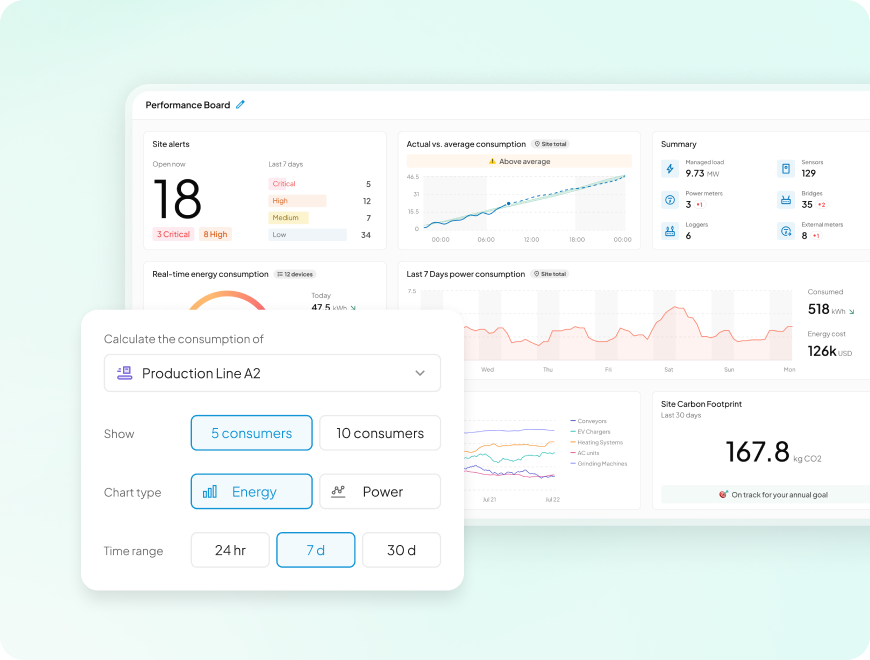 Performance Board
Site alerts
Open now
18
3 Critical
8 High
Last 7 days
Critical 5
High 12
Medium 7
Low 34
Actual vs. average consumption
Site total
Above average
46.5
31
15.5
0
00:00 06:00 12:00 18:00 00:00
Summary
Managed load
9.73 MW
Sensors
129
Power meters
3 1
Bridges
35 2
Loggers
6
External meters
8 1
Real-time energy consumption
12 devices
Today
47.5 kWh
Last 7 Days power consumption
Site total
7.5
Wed Thu Fri Sat Sun Mon
Consumed
518 kWh
Energy cost
126k USD
Calculate the consumption of
Production Line A2
Show
5 consumers
10 consumers
Chart type
Energy
Power
Time range
24 hr
7 d
30 d
Conveyors
EV Chargers
Heating Systems
AC units
Grinding Machines
Jul 21 Jul 22
Site Carbon Footprint
Last 30 days
167.8 kg CO2
On track for your annual goal